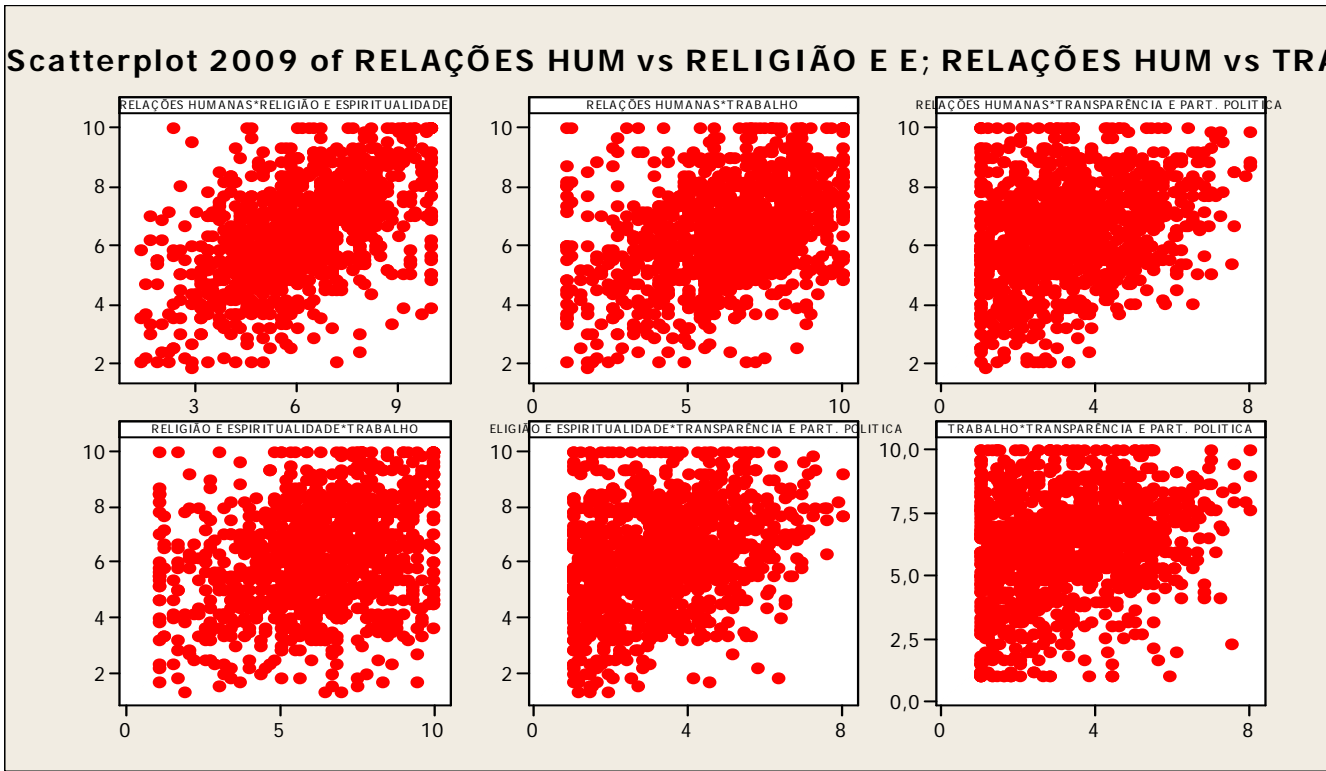 Scatterplot 2009 of RELAÇÕES HUM vs RELIGIÃO E E; RELAÇÕES HUM vs TRA
RELAÇÕES HUMANAS*RELIGIÃO E ESPIRITUALIDADE
RELAÇÕES HUMANAS*TRABALHO
RELAÇÕES HUMANAS*TRANSPARÊNCIA E PART. POLITICA
10
8
6
4
2
3 6 9
10
8
6
4
2
0 5 10
10
8
6
4
2
0 4 8
RELIGIÃO E ESPIRITUALIDADE*TRABALHO
ELIGIÃO E ESPIRITUALIDADE*TRANSPARÊNCIA E PART. POLITICA
TRABALHO*TRANSPARÊNCIA E PART. POLITICA
10
8
6
4
2
0 5 10
10
8
6
4
2
0 4 8
10,0
7,5
5,0
2,5
0,0
0 4 8